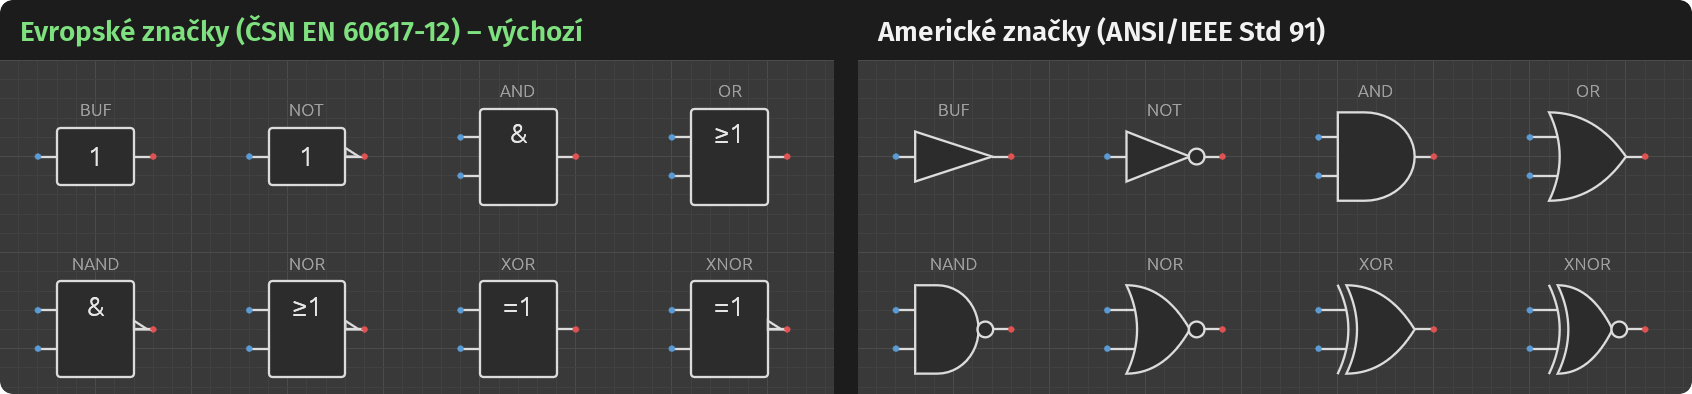 Evropské značky (ČSN EN 60617-12) – výchozí
BUF
NOT
AND
OR
1
1
&
≥1
NAND
NOR
XOR
XNOR
&
≥1
=1
=1
Americké značky (ANSI/IEEE Std 91)
BUF
NOT
AND
OR
NAND
NOR
XOR
XNOR